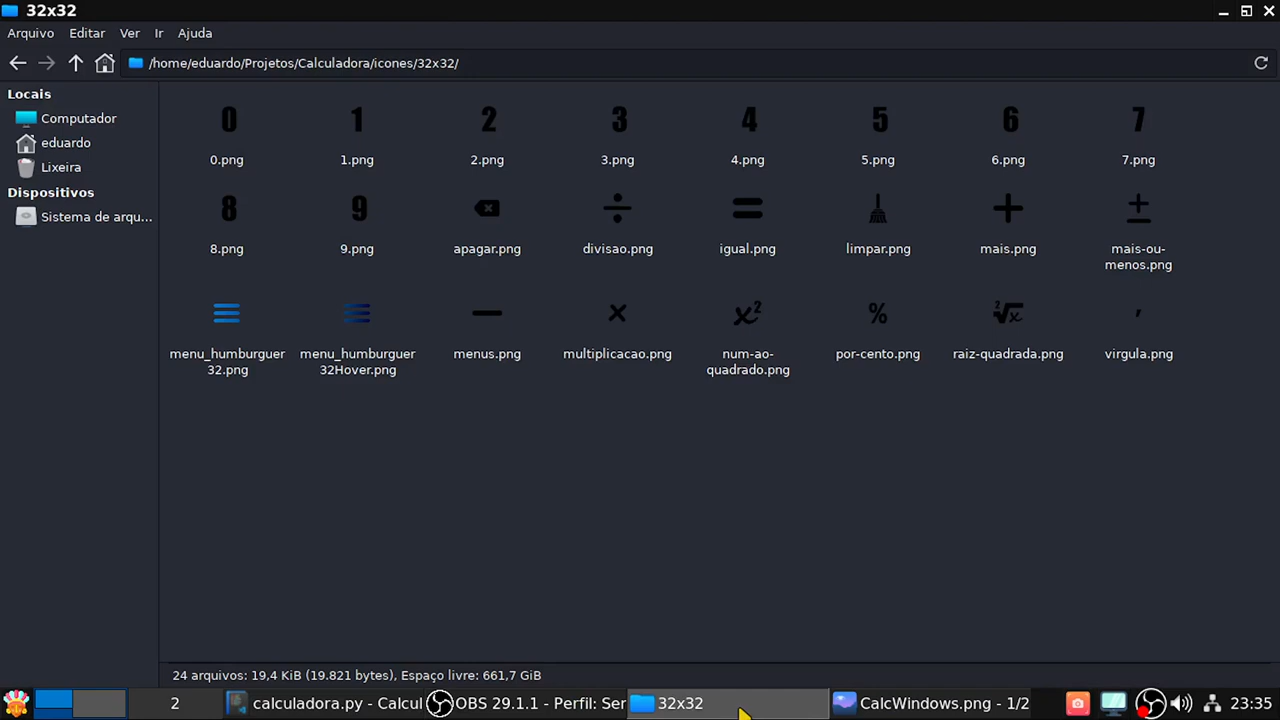 32x32
Arquivo Editar Ver Ir Ajuda
/home/eduardo/Projetos/Calculadora/icones/32x32/
Locais
Computador
eduardo
Lixeira
Dispositivos
Sistema de arqu...
0 1 2 3 4 5 6 7
0.png 1.png 2.png 3.png 4.png 5.png 6.png 7.png
8 9 ÷ = + ±
8.png 9.png apagar.png divisao.png igual.png limpar.png mais.png mais-ou-
menos.png
− × x² % ²√x ,
menu_humburguer menu_humburguer menus.png multiplicacao.png num-ao- por-cento.png raiz-quadrada.png virgula.png
32.png 32Hover.png quadrado.png
24 arquivos: 19,4 KiB (19.821 bytes), Espaço livre: 661,7 GiB
2 calculadora.py - Calcul OBS 29.1.1 - Perfil: Ser 32x32 CalcWindows.png - 1/2 23:35